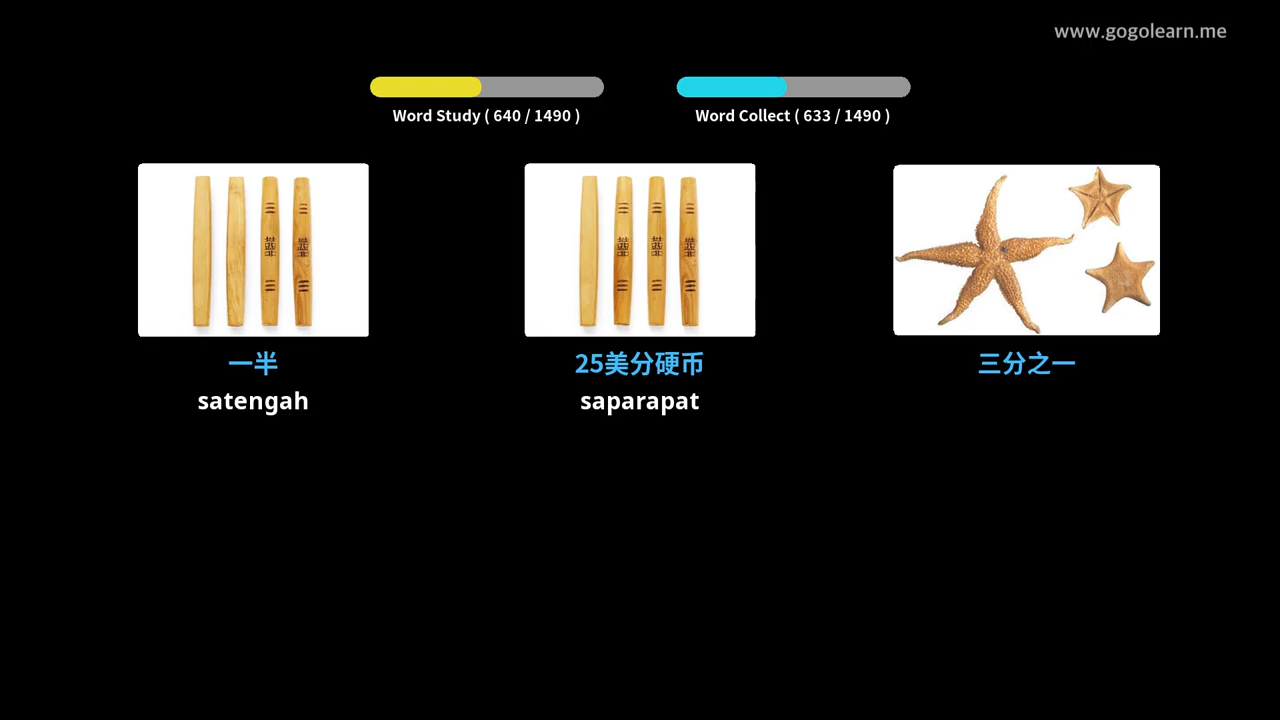 www.gogolearn.me
Word Study ( 640 / 1490 )
Word Collect ( 633 / 1490 )
一半
25美分硬币
三分之一
satengah
saparapat